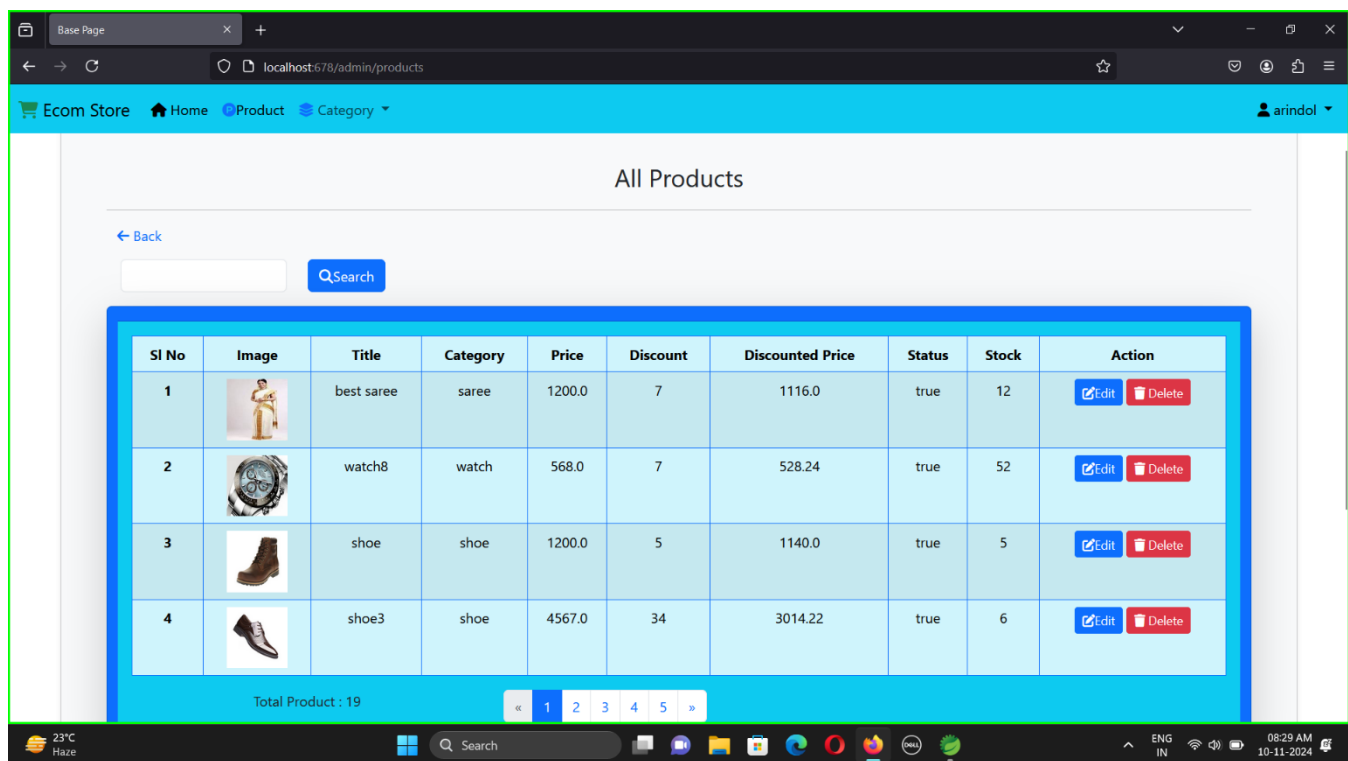 Base Page
localhost:678/admin/products
Ecom Store Home Product Category arindol
All Products
Back
Search
Sl No Image Title Category Price Discount Discounted Price Status Stock Action
1 best saree saree 1200.0 7 1116.0 true 12 Edit Delete
2 watch8 watch 568.0 7 528.24 true 52 Edit Delete
3 shoe shoe 1200.0 5 1140.0 true 5 Edit Delete
4 shoe3 shoe 4567.0 34 3014.22 true 6 Edit Delete
Total Product : 19 « 1 2 3 4 5 »
23°C Search ENG 08:29 AM
Haze IN 10-11-2024